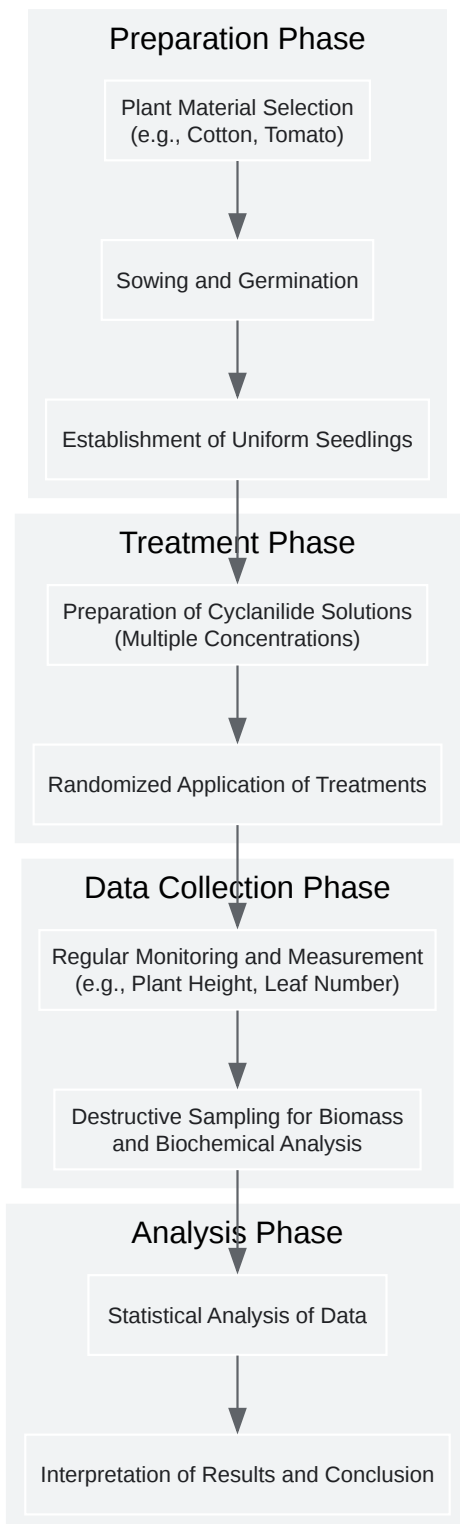 Preparation Phase
Plant Material Selection
(e.g., Cotton, Tomato)
Sowing and Germination
Establishment of Uniform Seedlings
Treatment Phase
Preparation of Cyclanilide Solutions
(Multiple Concentrations)
Randomized Application of Treatments
Data Collection Phase
Regular Monitoring and Measurement
(e.g., Plant Height, Leaf Number)
Destructive Sampling for Biomass
and Biochemical Analysis
Analysis Phase
Statistical Analysis of Data
Interpretation of Results and Conclusion